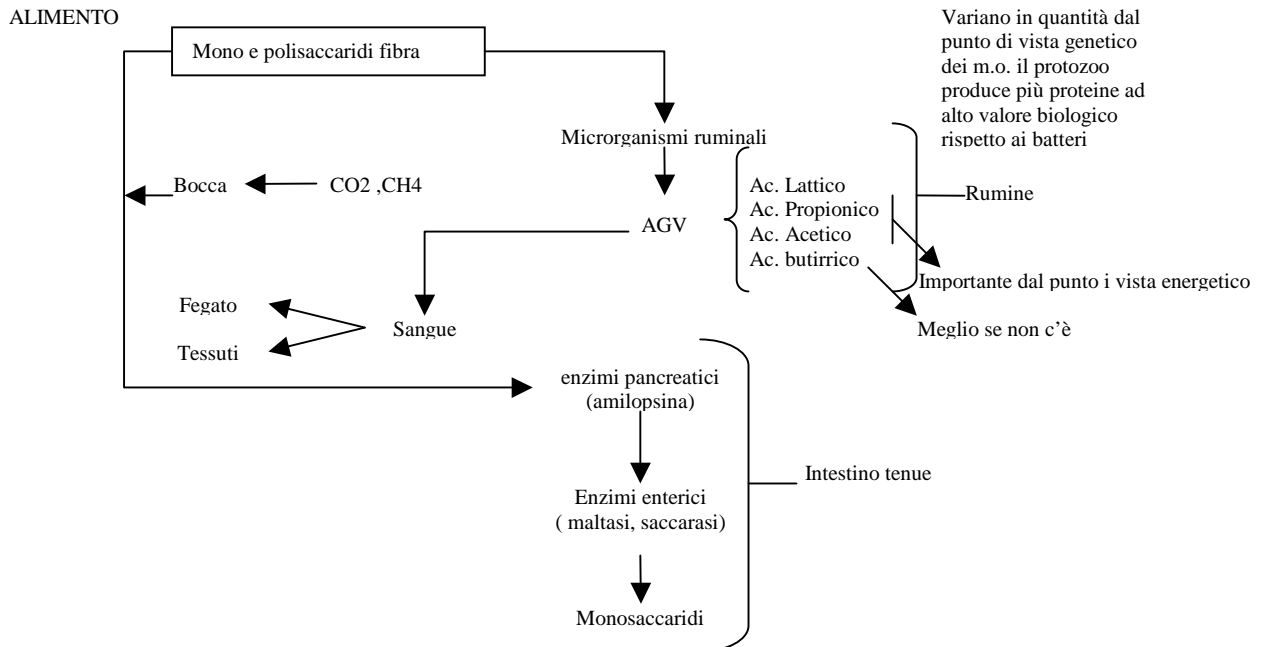 ALIMENTO
Mono e polisaccaridi fibra
Variano in quantità dal
punto di vista genetico
dei m.o. il protozoo
produce più proteine ad
alto valore biologico
rispetto ai batteri
Microrganismi ruminali
Bocca
CO2 ,CH4
AGV
Ac. Lattico
Ac. Propionico
Ac. Acetico
Ac. butirrico
Rumine
Importante dal punto i vista energetico
Meglio se non c’è
Fegato
Tessuti
Sangue
enzimi pancreatici
(amilopsina)
Enzimi enterici
( maltasi, saccarasi)
Monosaccaridi
Intestino tenue